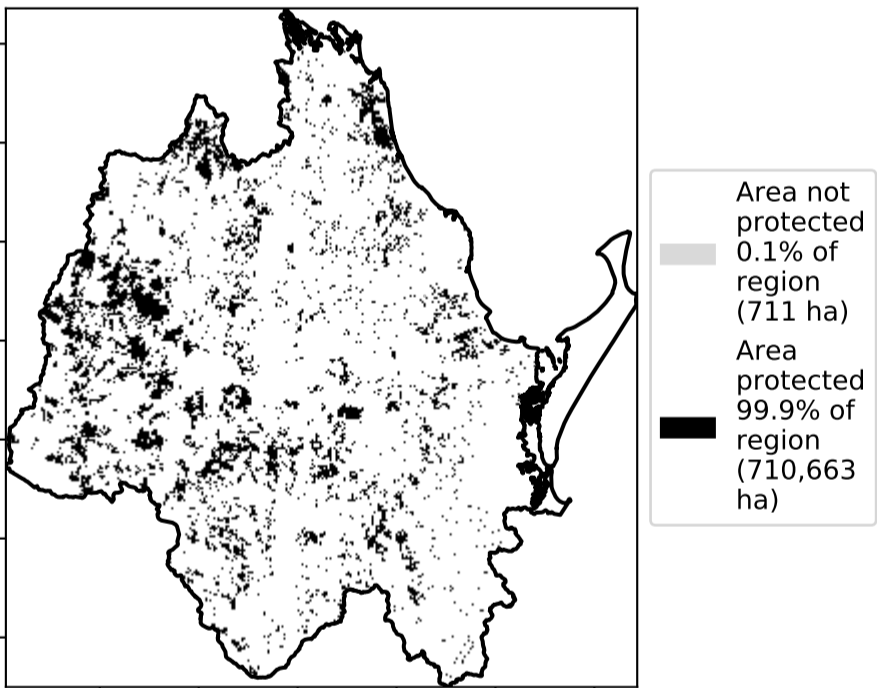 Area not
protected
0.1% of
region
(711 ha)
Area
protected
99.9% of
region
(710,663
ha)